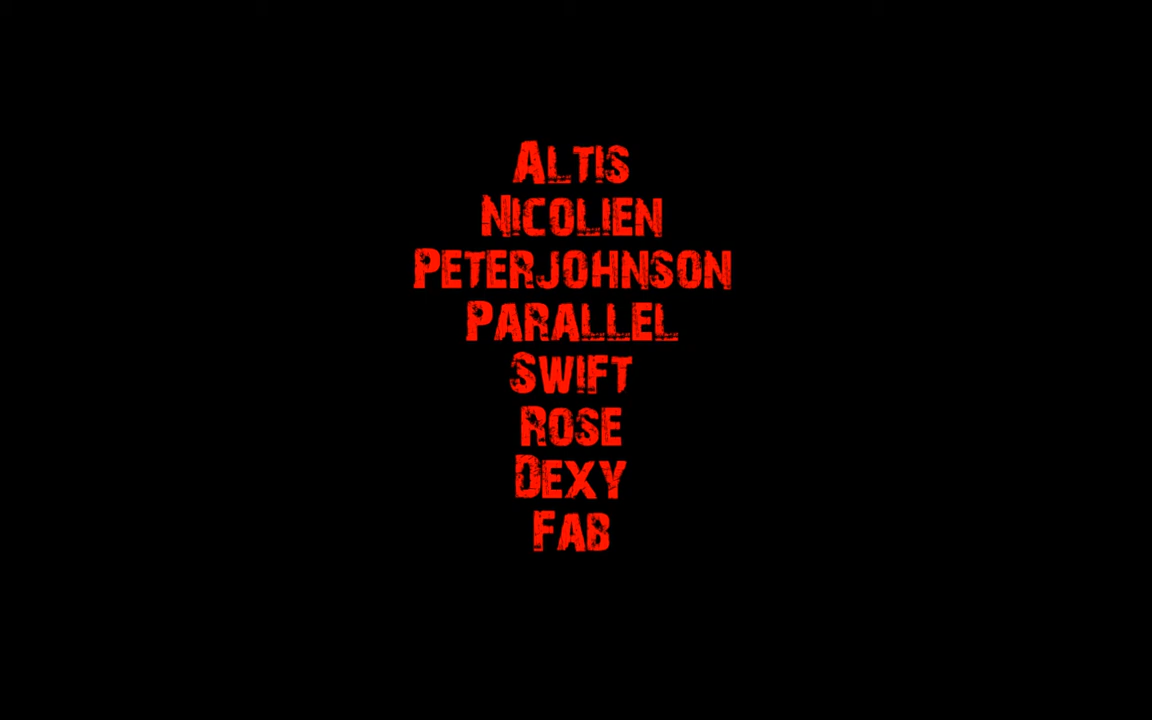 Altis
Nicolien
Peterjohnson
Parallel
Swift
Rose
Dexy
Fab